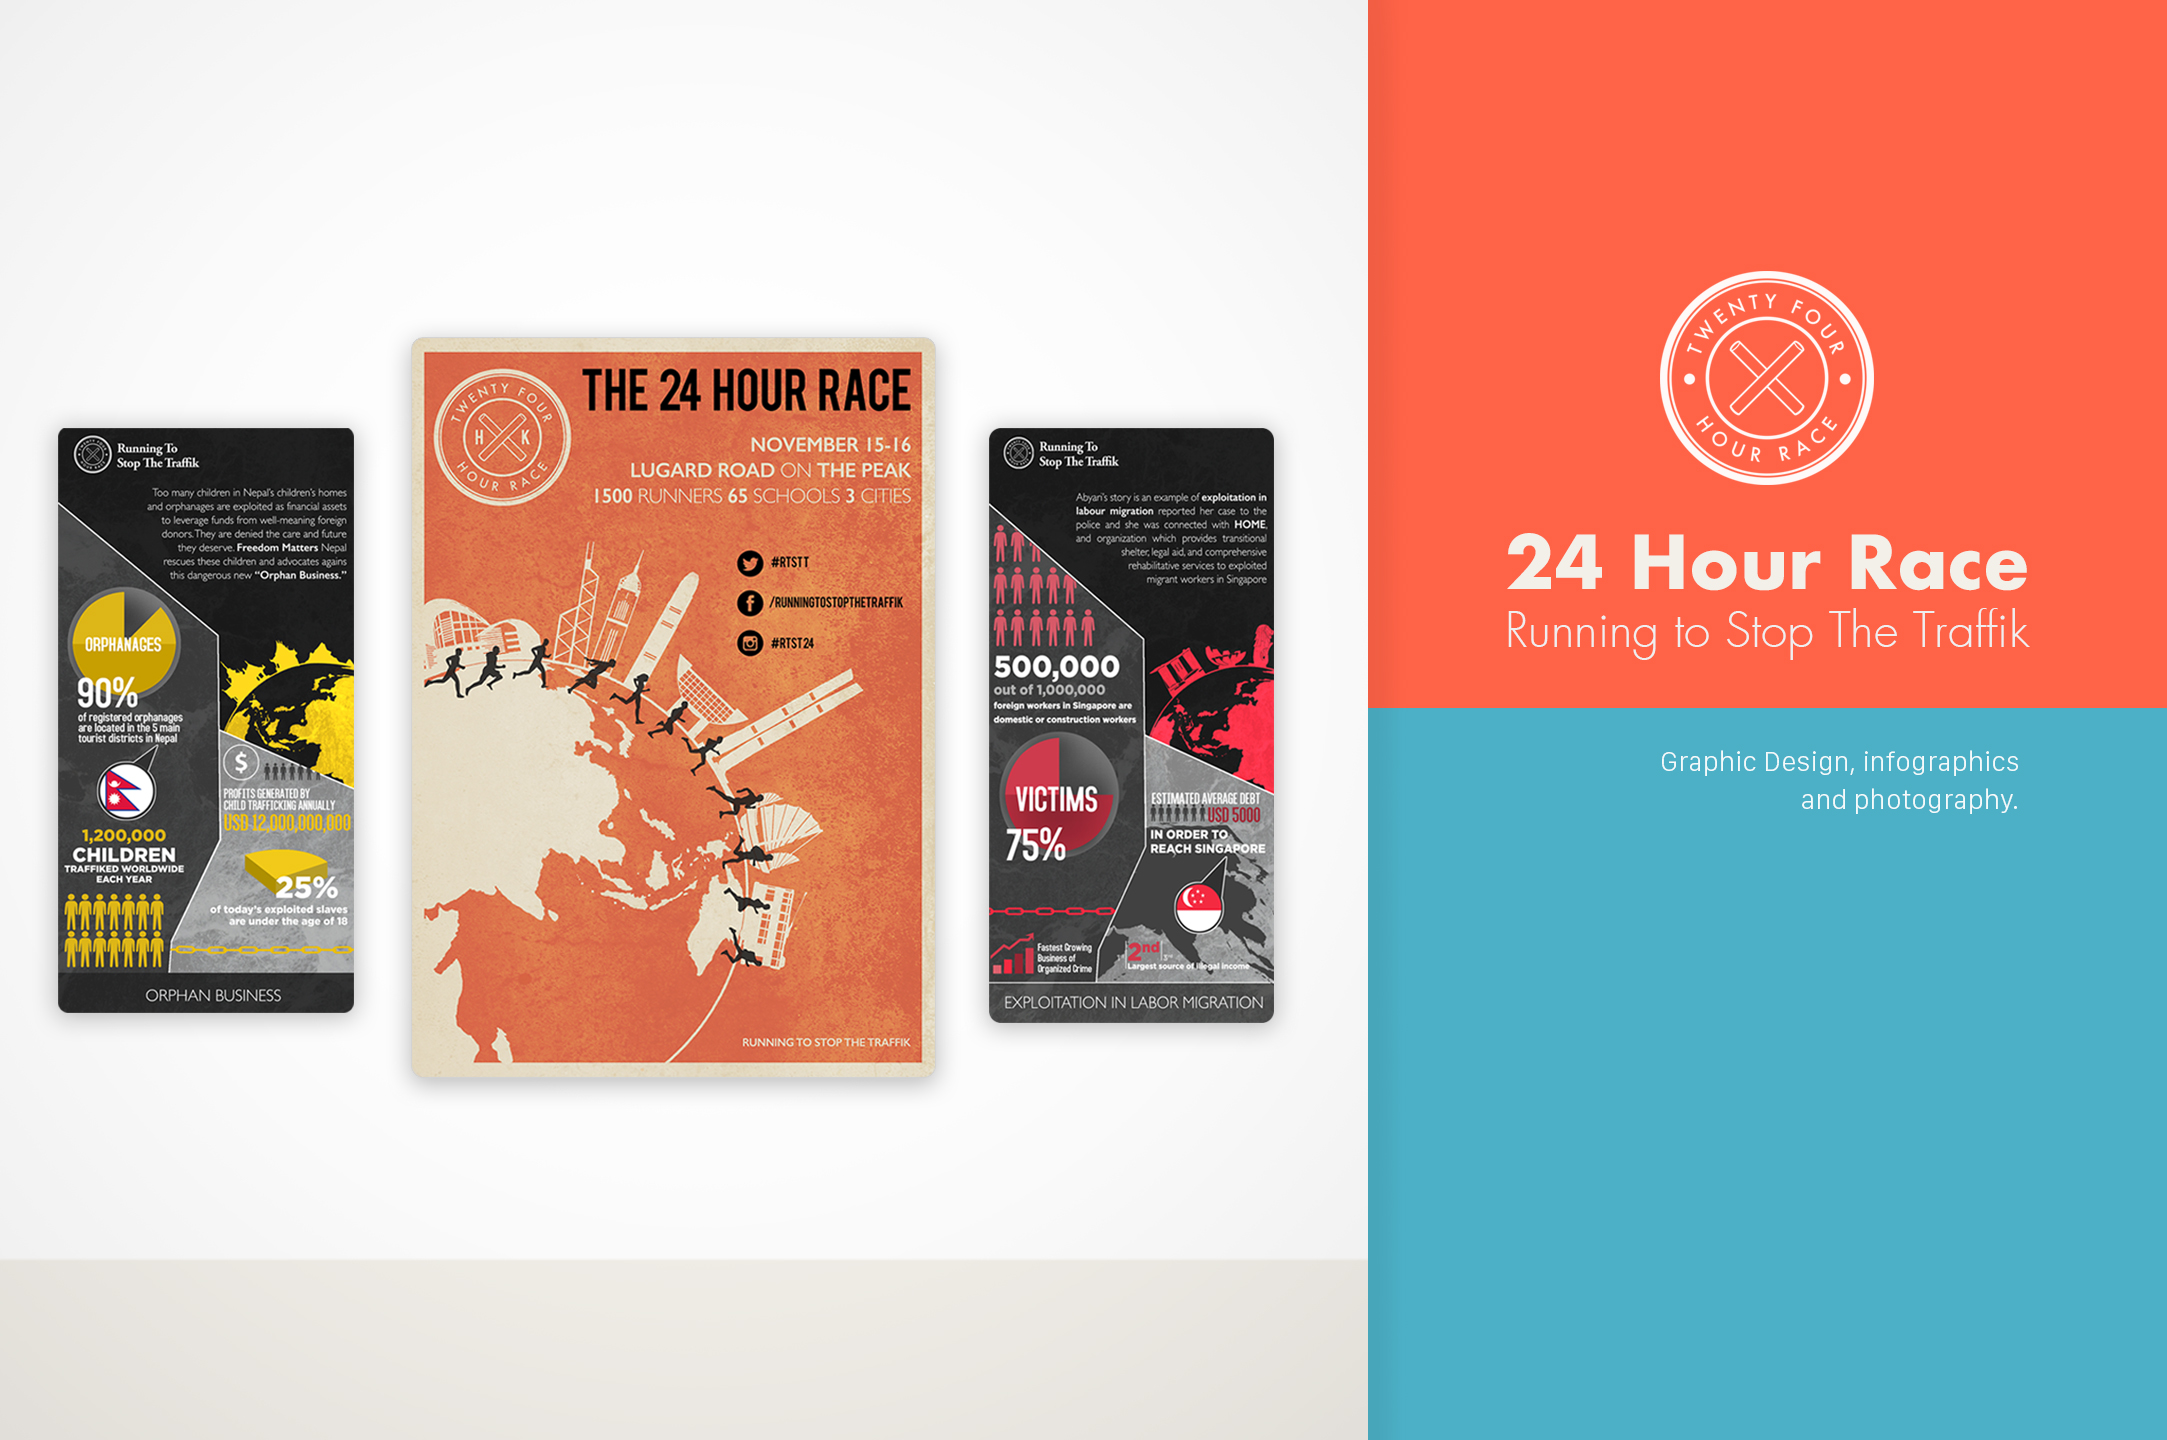 Running To
Stop The Traffik
Too many children in Nepal's children's homes
and orphanages are exploited as financial assets
to leverage funds from well-meaning foreign
donors. They are denied the care and future
they deserve. Freedom Matters Nepal
rescues these children and advocates agains
this dangerous new "Orphan Business."
ORPHANAGES
90%
of registered orphanages
are located in the 5 main
tourist districts in Nepal
$
PROFITS GENERATED BY
CHILD TRAFFICKING ANNUALLY
USD 12,000,000,000
1,200,000
CHILDREN
TRAFFIKED WORLDWIDE
EACH YEAR
25%
of today's exploited slaves
are under the age of 18
ORPHAN BUSINESS
TWENTY FOUR
H K
HOUR RACE
THE 24 HOUR RACE
NOVEMBER 15-16
LUGARD ROAD ON THE PEAK
1500 RUNNERS 65 SCHOOLS 3 CITIES
#RTSTT
/RUNNINGTOSTOPTHETRAFFIK
#RTST24
RUNNING TO STOP THE TRAFFIK
Running To
Stop The Traffik
Abyari's story is an example of exploitation in
labour migration reported her case to the
police and she was connected with HOME,
and organization which provides transitional
shelter, legal aid, and comprehensive
rehabilitative services to exploited
migrant workers in Singapore
500,000
out of 1,000,000
foreign workers in Singapore are
domestic or construction workers
VICTIMS
75%
ESTIMATED AVERAGE DEBT
USD 5000
IN ORDER TO
REACH SINGAPORE
Fastest Growing
Business of
Organized Crime
1st 2nd 3rd
Largest source of illegal income
EXPLOITATION IN LABOR MIGRATION
TWENTY FOUR
HOUR RACE
24 Hour Race
Running to Stop The Traffik
Graphic Design, infographics
and photography.